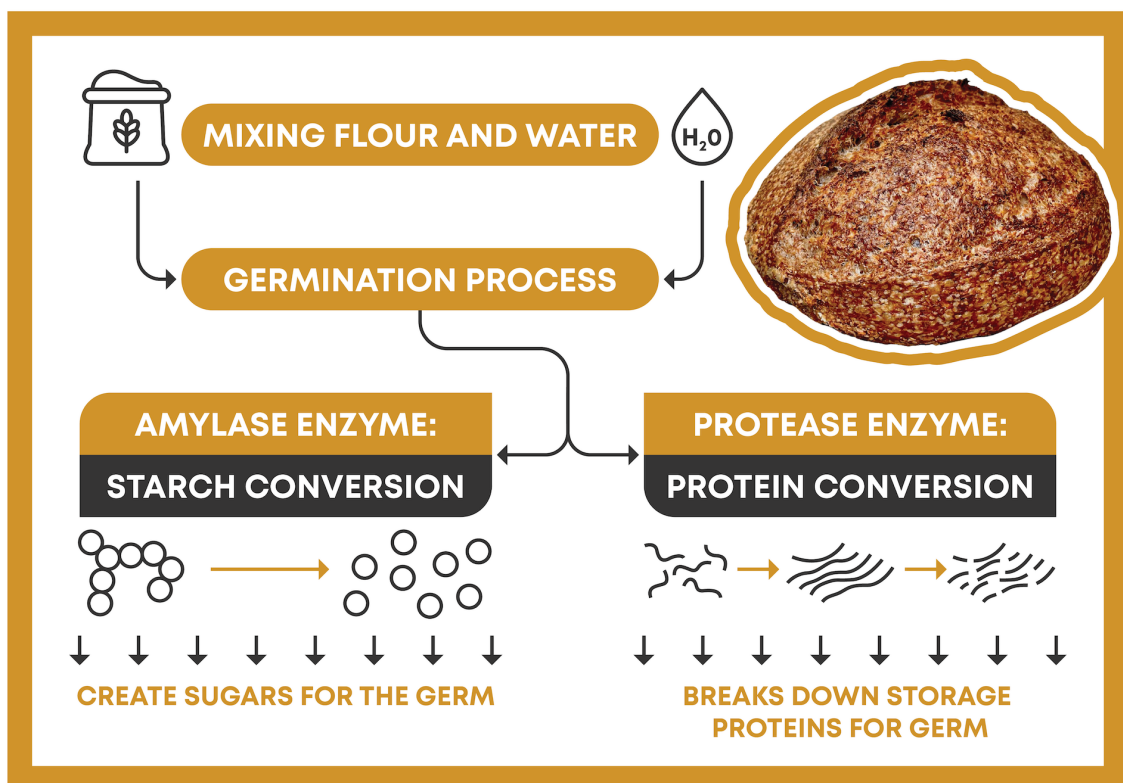 MIXING FLOUR AND WATER
H₂0
GERMINATION PROCESS
AMYLASE ENZYME:
STARCH CONVERSION
PROTEASE ENZYME:
PROTEIN CONVERSION
CREATE SUGARS FOR THE GERM
BREAKS DOWN STORAGE
PROTEINS FOR GERM